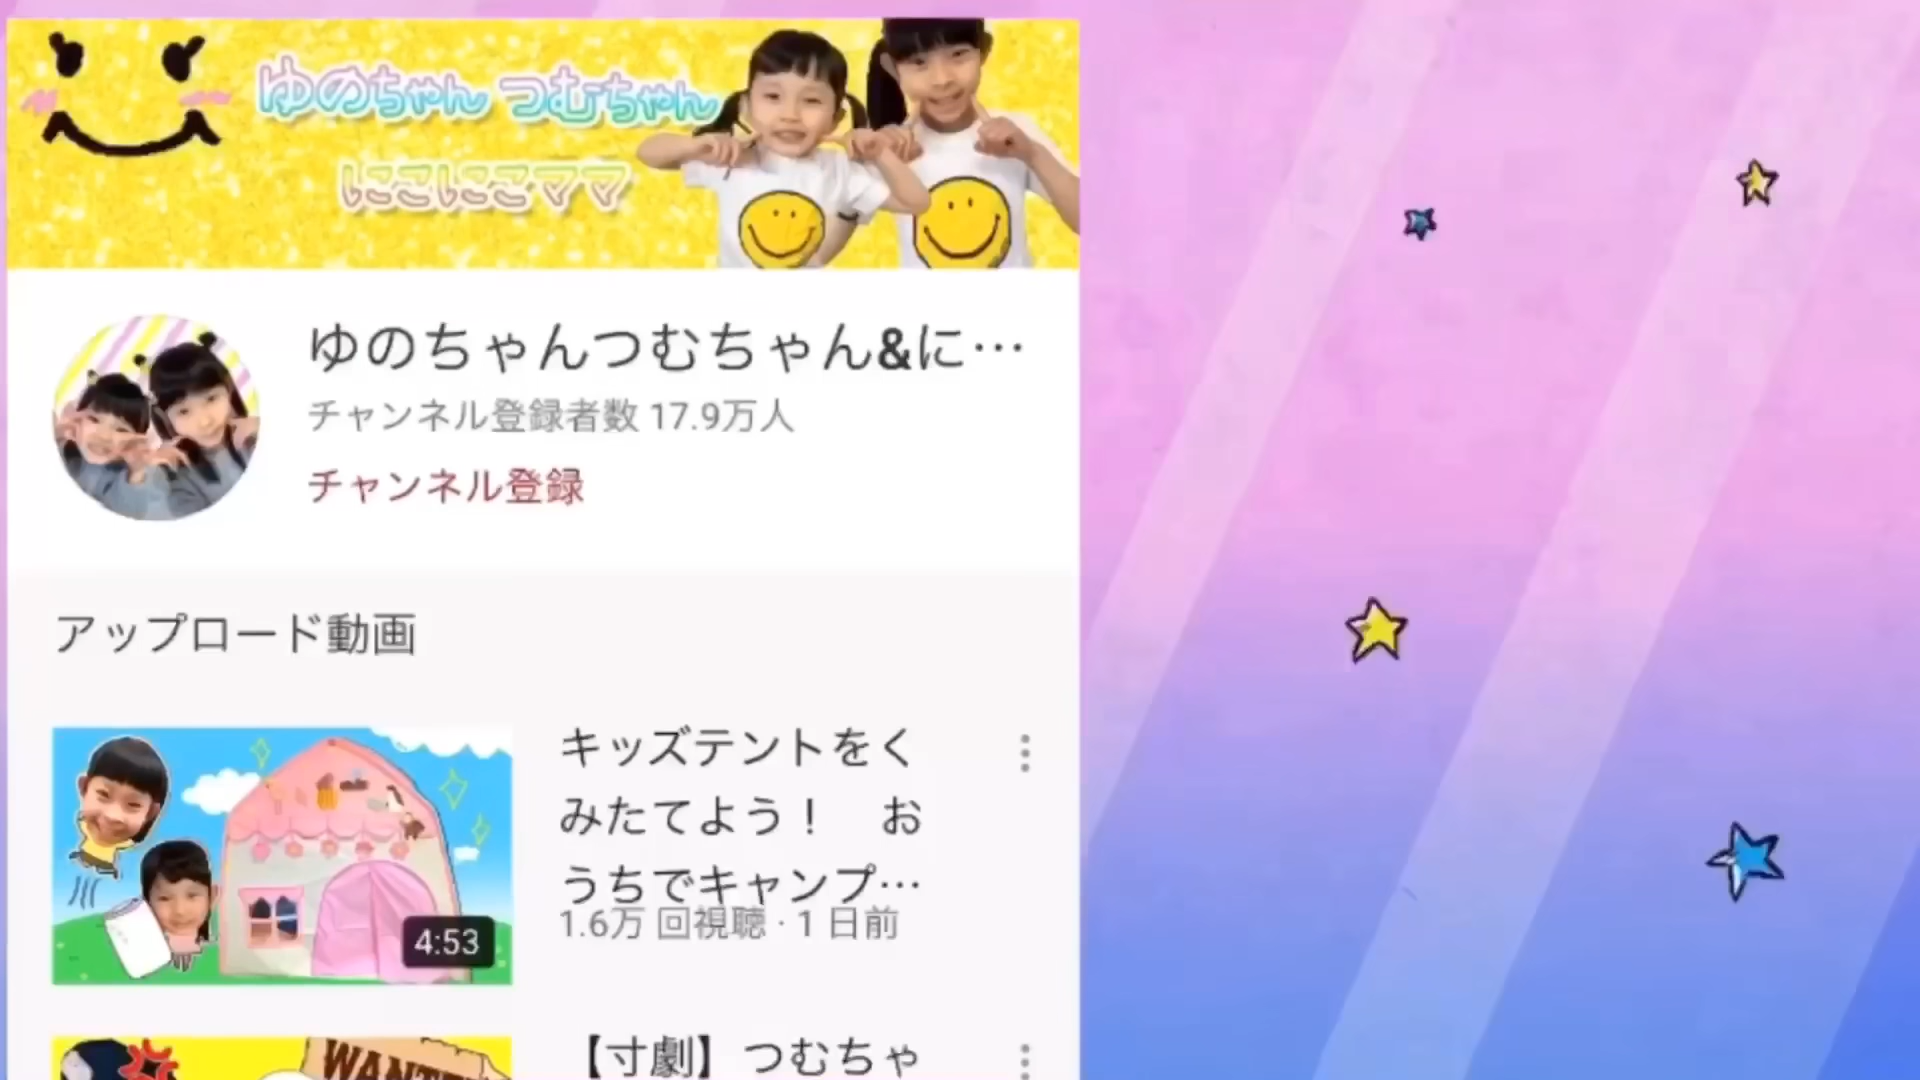 ゆのちゃん つむちゃん
にこにこママ
ゆのちゃんつむちゃん&に…
チャンネル登録者数 17.9万人
チャンネル登録
アップロード動画
キッズテントをく
みたてよう！　お
うちでキャンプ…
1.6万 回視聴・1 日前
4:53
【寸劇】つむちゃ